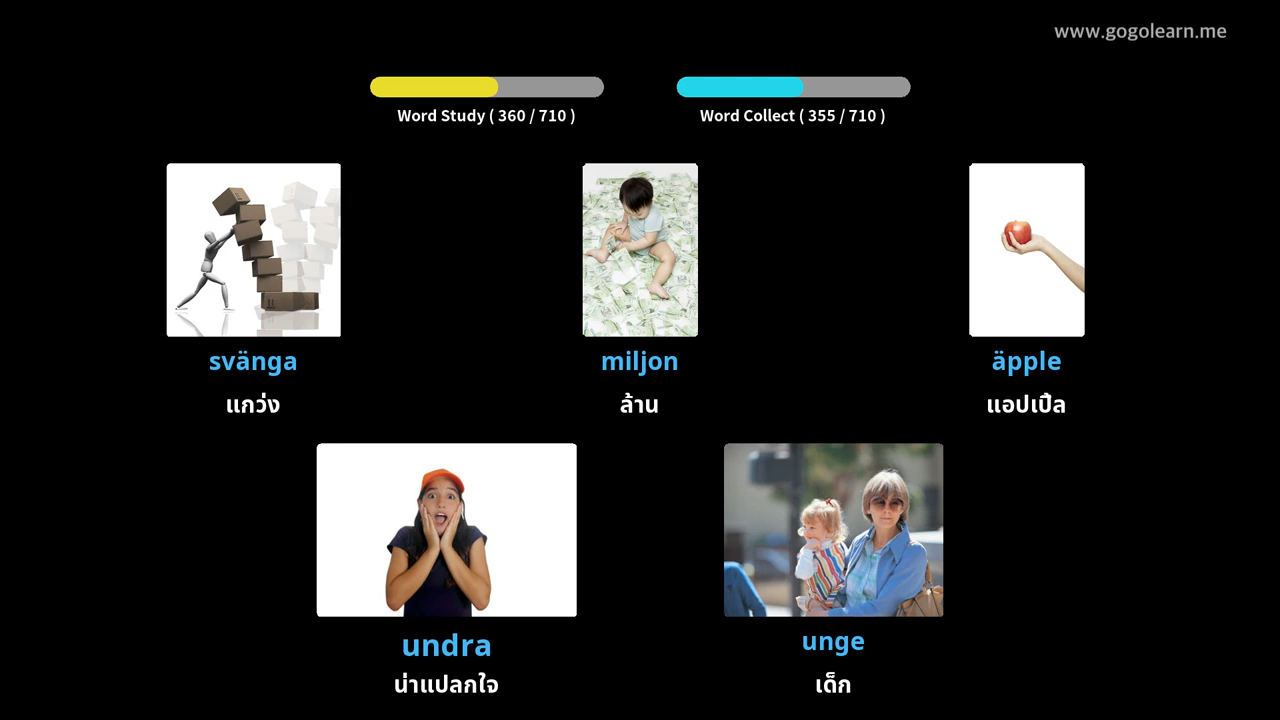 www.gogolearn.me
Word Study ( 360 / 710 )
Word Collect ( 355 / 710 )
svänga
miljon
äpple
แกว่ง
ล้าน
แอปเปิ้ล
undra
unge
น่าแปลกใจ
เด็ก